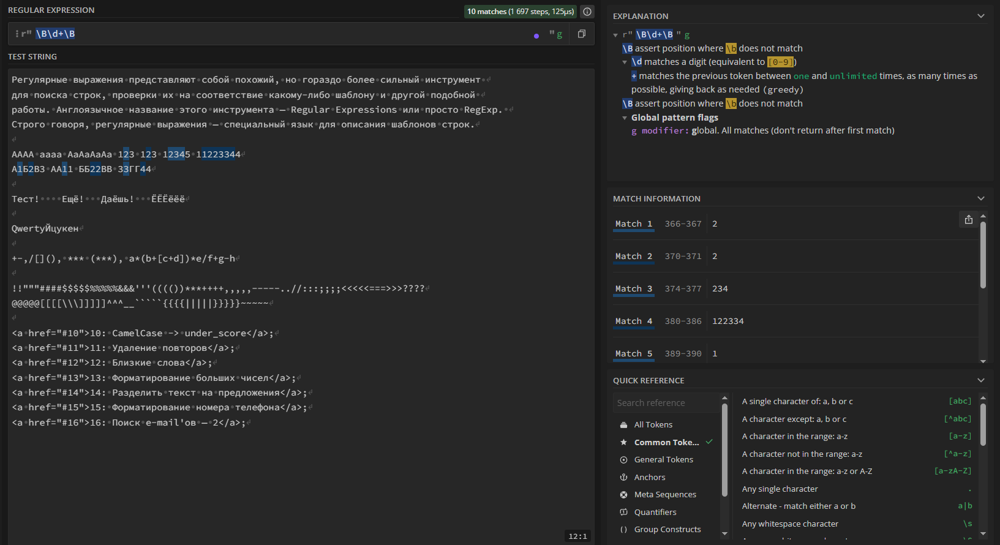 REGULAR EXPRESSION
10 matches (1 697 steps, 125μs)
r" \B\d+\B " g
TEST STRING
Регулярные выражения представляют собой похожий, но гораздо более сильный инструмент
для поиска строк, проверки их на соответствие какому-либо шаблону и другой подобной
работы. Англоязычное название этого инструмента — Regular Expressions или просто RegExp.
Строго говоря, регулярные выражения — специальный язык для описания шаблонов строк.
АААА аааа АаАаАаАа 123 123 12345 11223344
А1Б2В3 АА11 ББ22ВВ 33ГГ44
Тест!    Ещё!   Даёшь!   ЁЁЁёёё
QwertyЙцукен
+-,/[](), *** (***), a*(b+[c+d])*e/f+g-h
!!"""####$$$$$%%%%%&&&'''(((())***++++,,,,,-----..//:::;;;;<<<<<===>>>????
@@@@@[[[[\\\]]]]]^^^__`````{{{{|||||}}}}}~~~~~
<a href="#10">10: CamelCase -> under_score</a>;
<a href="#11">11: Удаление повторов</a>;
<a href="#12">12: Близкие слова</a>;
<a href="#13">13: Форматирование больших чисел</a>;
<a href="#14">14: Разделить текст на предложения</a>;
<a href="#15">15: Форматирование номера телефона</a>;
<a href="#16">16: Поиск e-mail'ов — 2</a>;
12:1
EXPLANATION
r" \B\d+\B " g
\B assert position where \b does not match
\d matches a digit (equivalent to [0-9])
+ matches the previous token between one and unlimited times, as many times as
possible, giving back as needed (greedy)
\B assert position where \b does not match
Global pattern flags
g modifier: global. All matches (don't return after first match)
MATCH INFORMATION
Match 1 366-367 2
Match 2 370-371 2
Match 3 374-377 234
Match 4 380-386 122334
Match 5 389-390 1
QUICK REFERENCE
Search reference
All Tokens
Common Toke...
General Tokens
Anchors
Meta Sequences
Quantifiers
Group Constructs
A single character of: a, b or c [abc]
A character except: a, b or c [^abc]
A character in the range: a-z [a-z]
A character not in the range: a-z [^a-z]
A character in the range: a-z or A-Z [a-zA-Z]
Any single character .
Alternate - match either a or b a|b
Any whitespace character \s